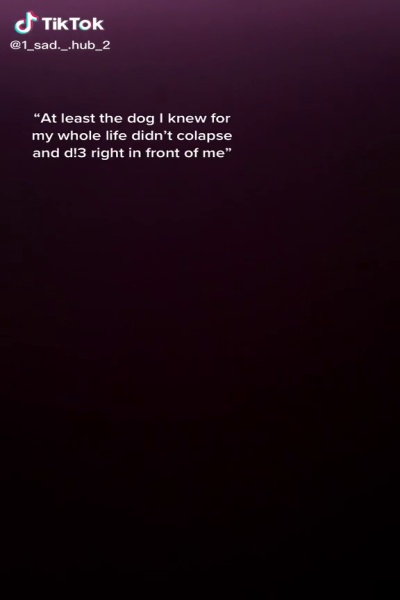 TikTok
@1_sad._.hub_2
“At least the dog I knew for
my whole life didn’t colapse
and d!3 right in front of me”